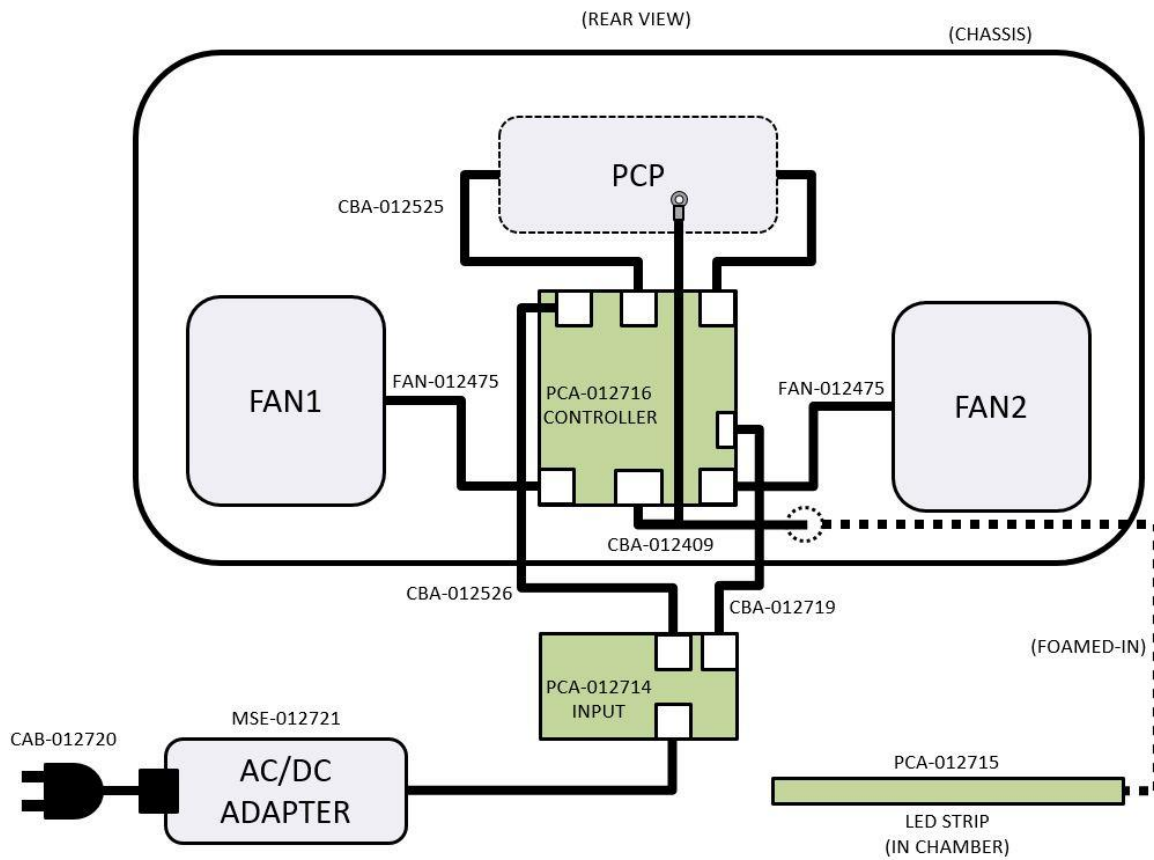 (REAR VIEW)
(CHASSIS)
PCP
CBA-012525
FAN1
FAN-012475
PCA-012716
CONTROLLER
FAN-012475
FAN2
CBA-012409
CBA-012526
CBA-012719
(FOAMED-IN)
PCA-012714
INPUT
MSE-012721
CAB-012720
AC/DC
ADAPTER
PCA-012715
LED STRIP
(IN CHAMBER)